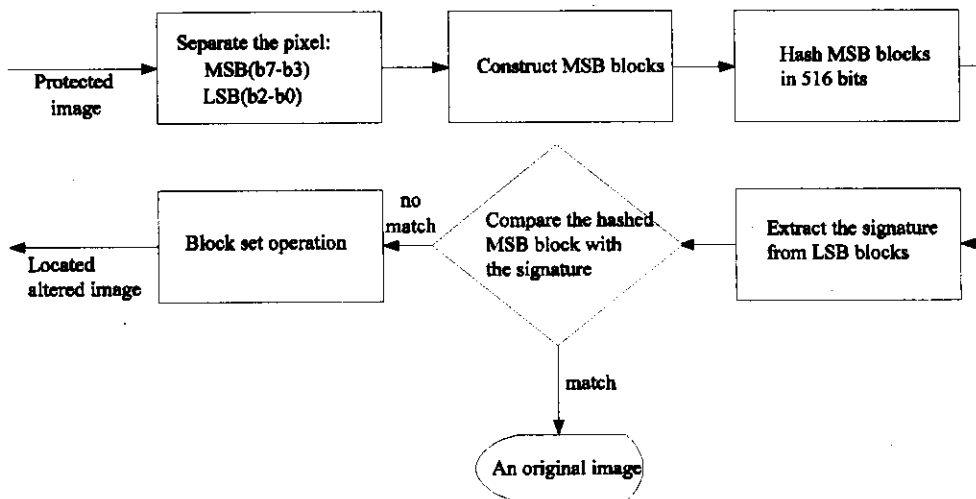 Protected
image
Separate the pixel:
MSB(b7-b3)
LSB(b2-b0)
Construct MSB blocks
Hash MSB blocks
in 516 bits
Extract the signature
from LSB blocks
Compare the hashed
MSB block with
the signature
no
match
Block set operation
Located
altered image
match
An original image